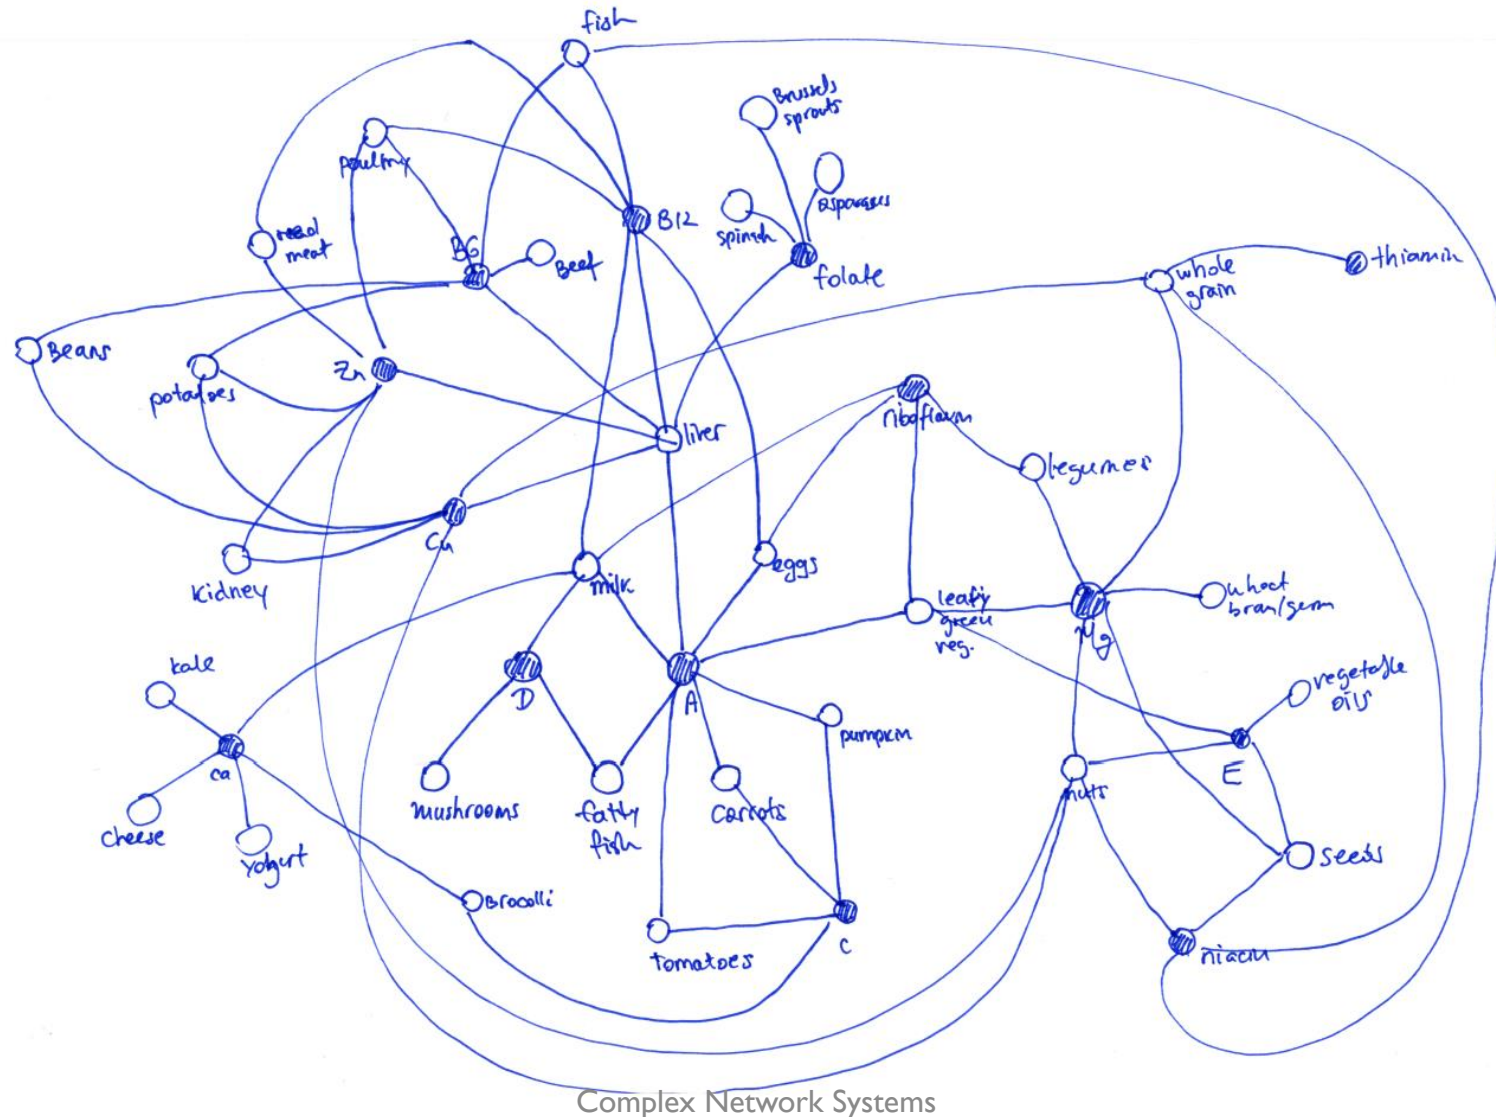 fish
Brussels
sprouts
poultry
asparagus
B12
spinach
meat
B6
Beef
folate
whole
grain
thiamin
Beans
Zn
potatoes
riboflavin
liver
legumes
Cu
kidney
milk
eggs
leafy
green
veg.
Mg
wheat
bran/germ
kale
D
A
vegetable
oils
pumpkin
ca
E
nuts
mushrooms
fatty
fish
carrots
cheese
yogurt
seeds
Brocolli
C
tomatoes
niacin
Complex Network Systems